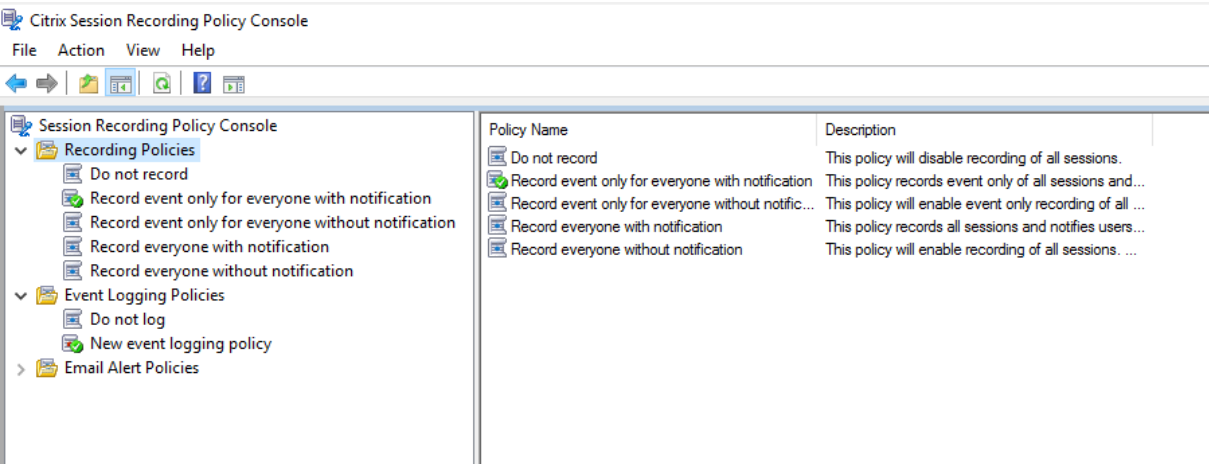 Citrix Session Recording Policy Console
File Action View Help
Session Recording Policy Console
Recording Policies
Do not record
Record event only for everyone with notification
Record event only for everyone without notification
Record everyone with notification
Record everyone without notification
Event Logging Policies
Do not log
New event logging policy
Email Alert Policies
Policy Name Description
Do not record This policy will disable recording of all sessions.
Record event only for everyone with notification This policy records event only of all sessions and...
Record event only for everyone without notific... This policy will enable event only recording of all ...
Record everyone with notification This policy records all sessions and notifies users...
Record everyone without notification This policy will enable recording of all sessions. ...